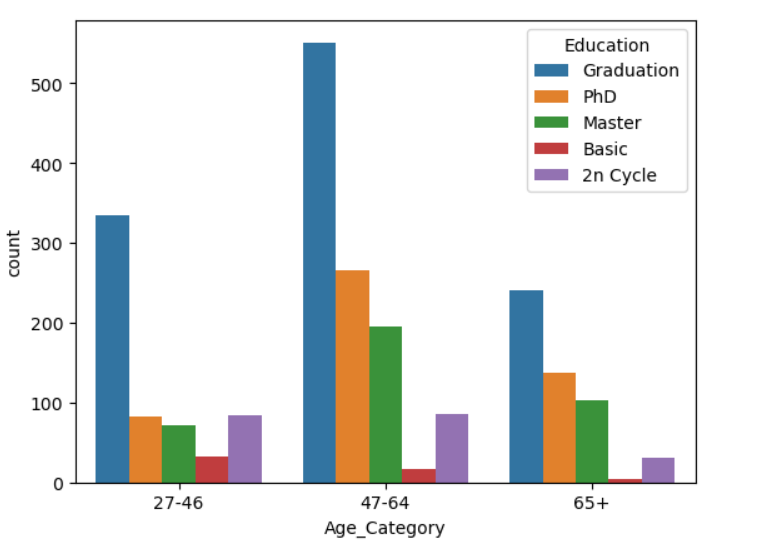 Education
Graduation
PhD
Master
Basic
2n Cycle
500
400
300
200
100
0
count
27-46 47-64 65+
Age_Category